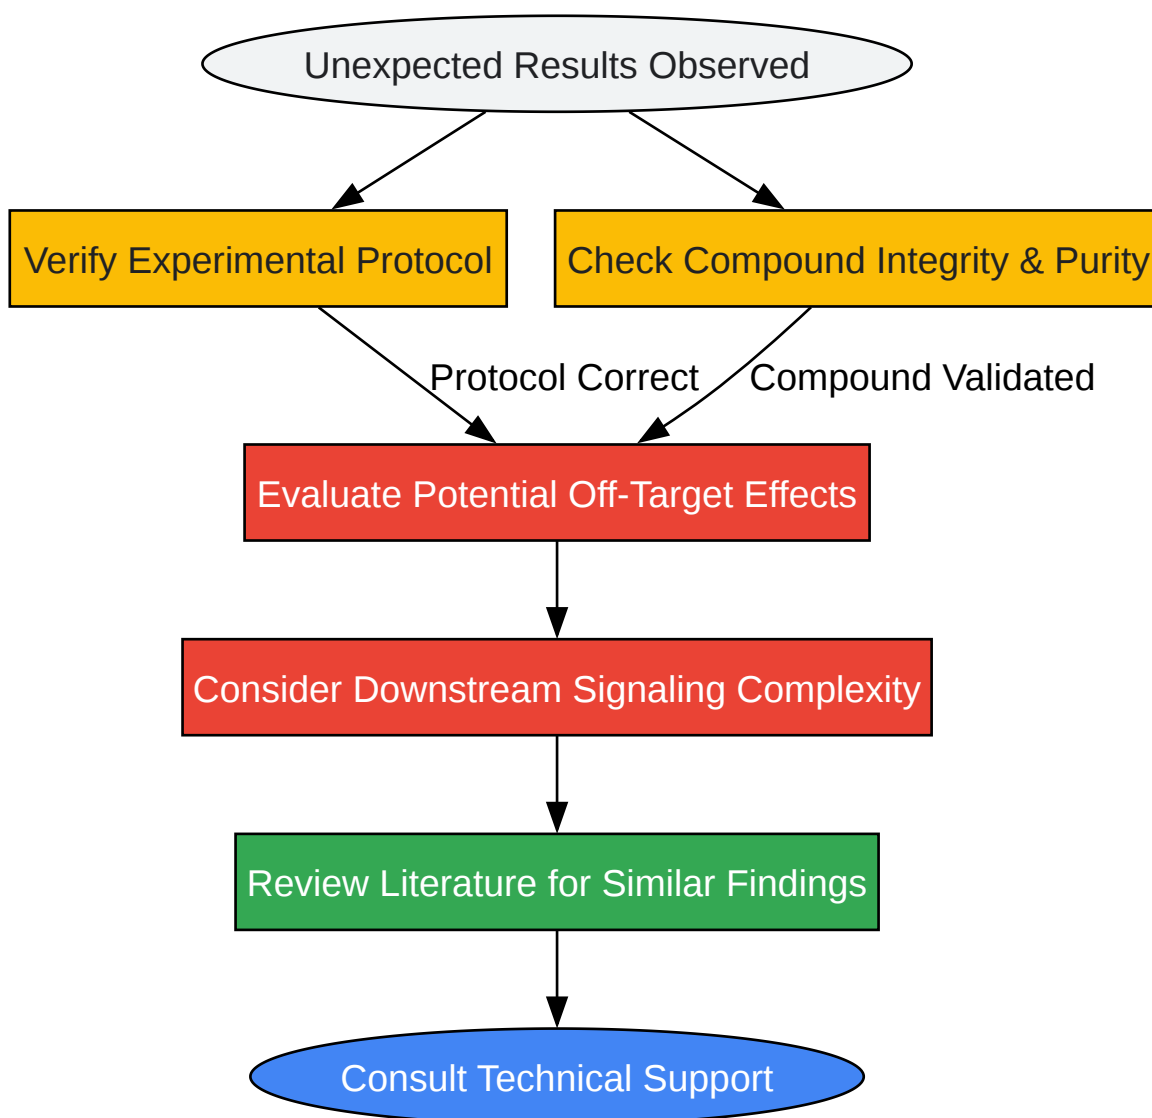 Unexpected Results Observed
Verify Experimental Protocol
Check Compound Integrity & Purity
Protocol Correct
Compound Validated
Evaluate Potential Off-Target Effects
Consider Downstream Signaling Complexity
Review Literature for Similar Findings
Consult Technical Support